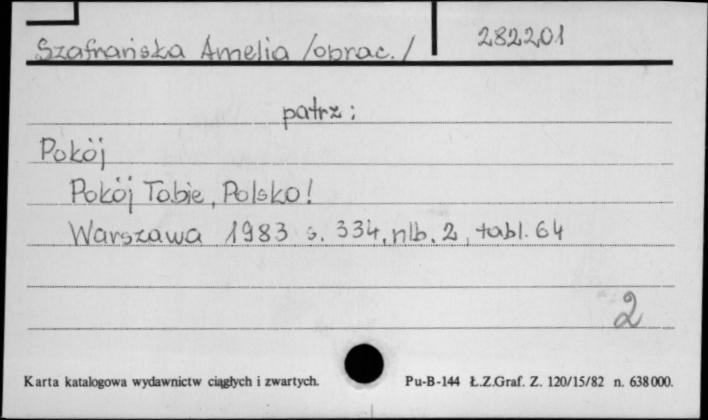 Szafrańska Amelia /oprac./ 282201
patrz:
Pokój
Pokój Tobie, Polsko!
Warszawa 1983 s. 334, nlb. 2, tabl. 64
2
Karta katalogowa wydawnictw ciągłych i zwartych. Pu-B-144 Ł.Z.Graf. Z. 120/15/82 n. 638000.